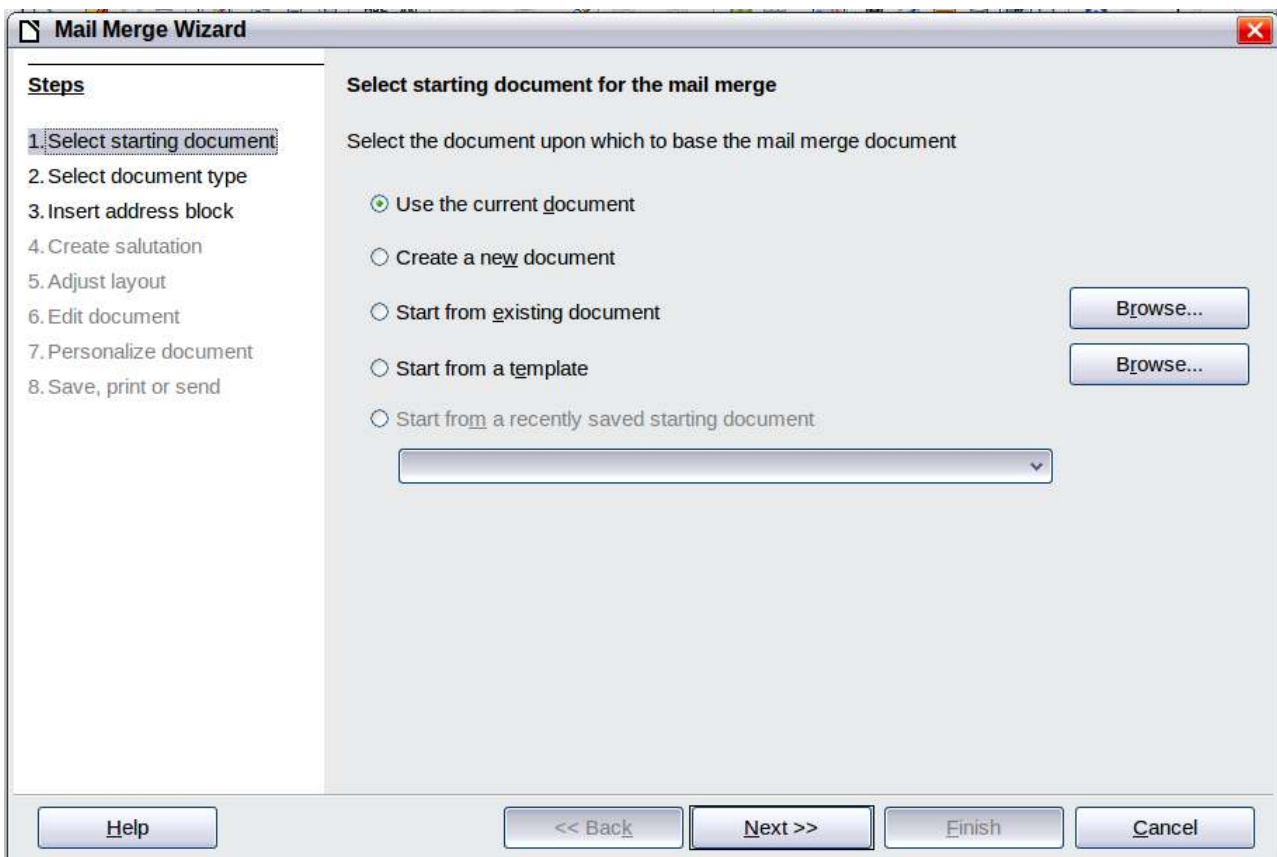 Mail Merge Wizard
Steps
1. Select starting document
2. Select document type
3. Insert address block
4. Create salutation
5. Adjust layout
6. Edit document
7. Personalize document
8. Save, print or send
Select starting document for the mail merge
Select the document upon which to base the mail merge document
Use the current document
Create a new document
Start from existing document
Browse...
Start from a template
Browse...
Start from a recently saved starting document
Help
<< Back
Next >>
Finish
Cancel